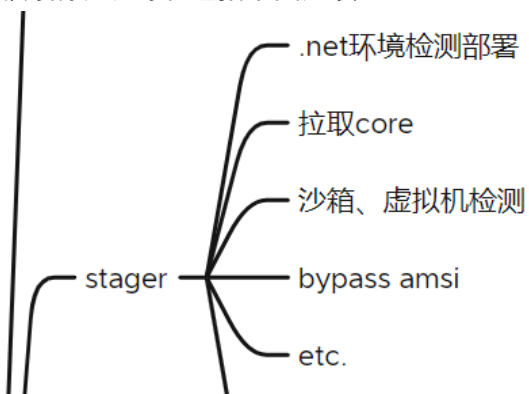 .net环境检测部署
拉取core
沙箱、虚拟机检测
stager
bypass amsi
etc.